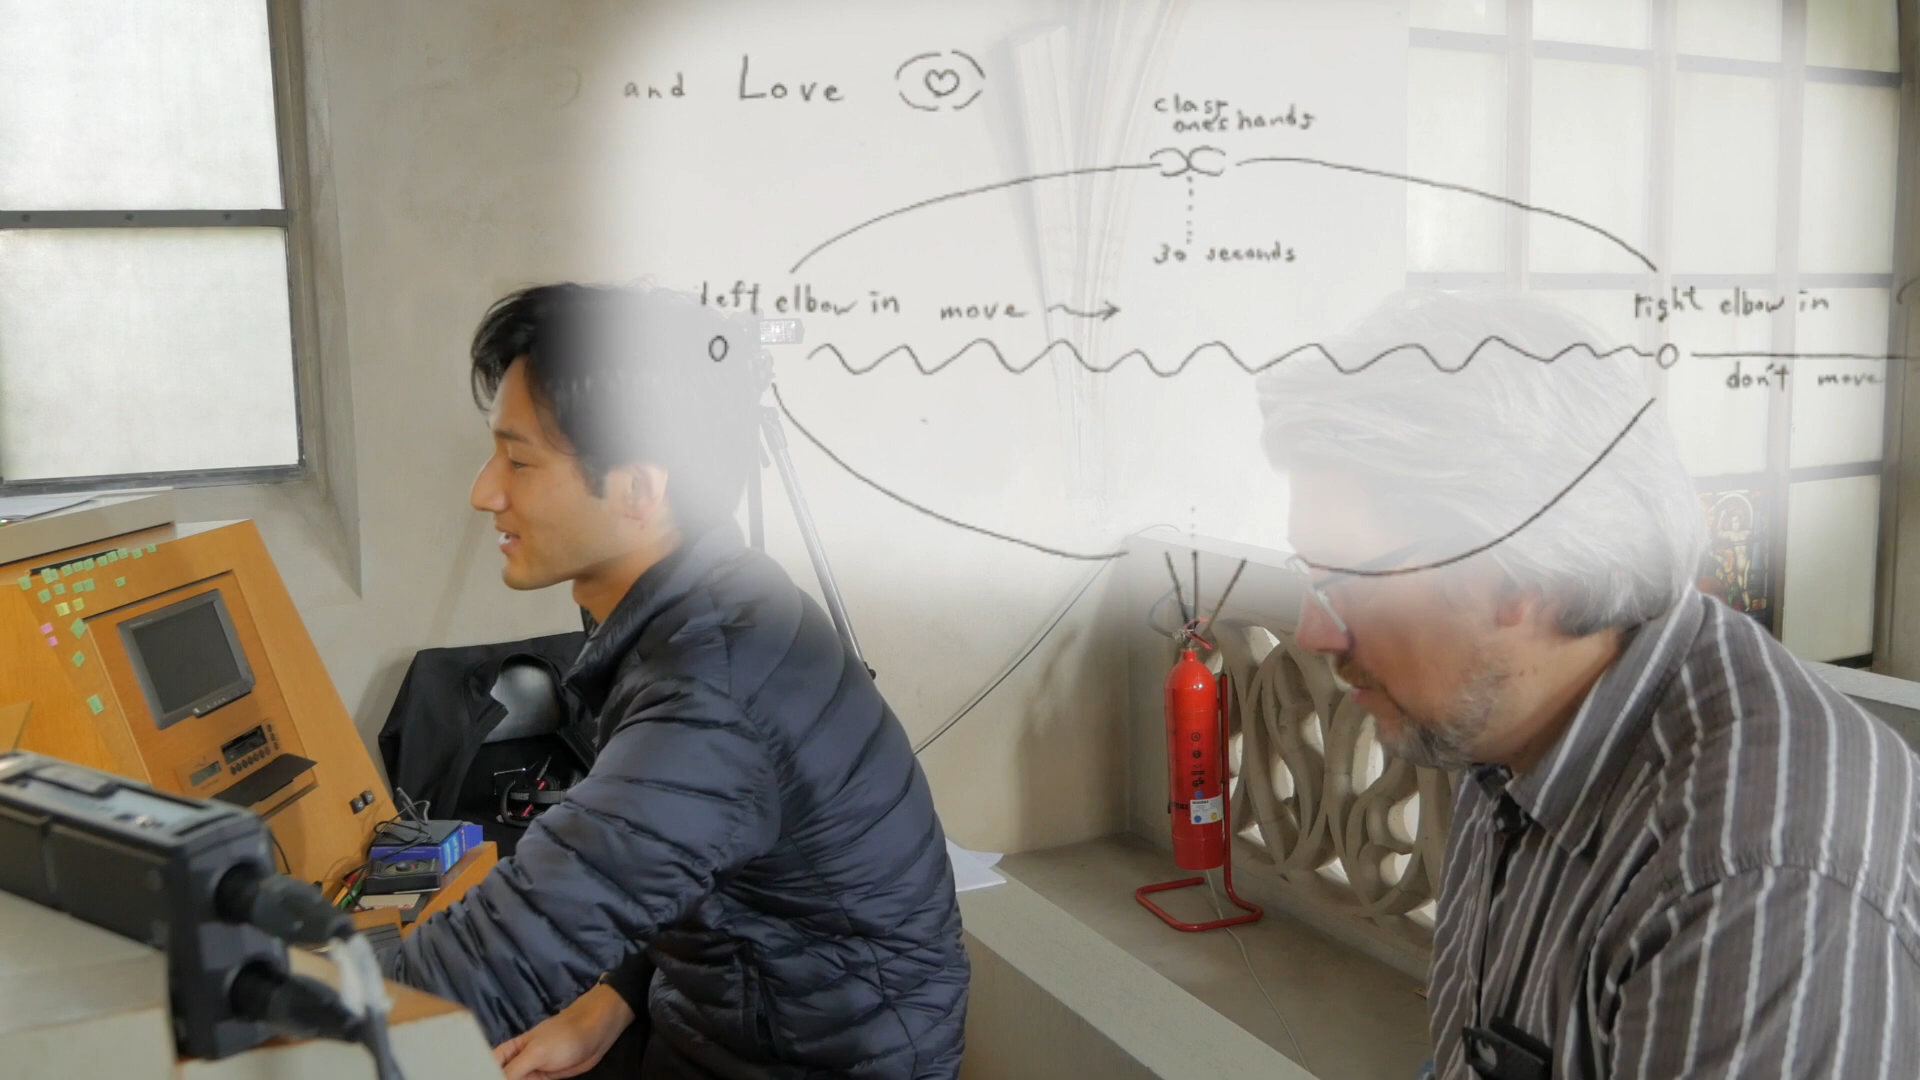 and Love
clasp
one's hands
30 seconds
left elbow in move
right elbow in
don't move